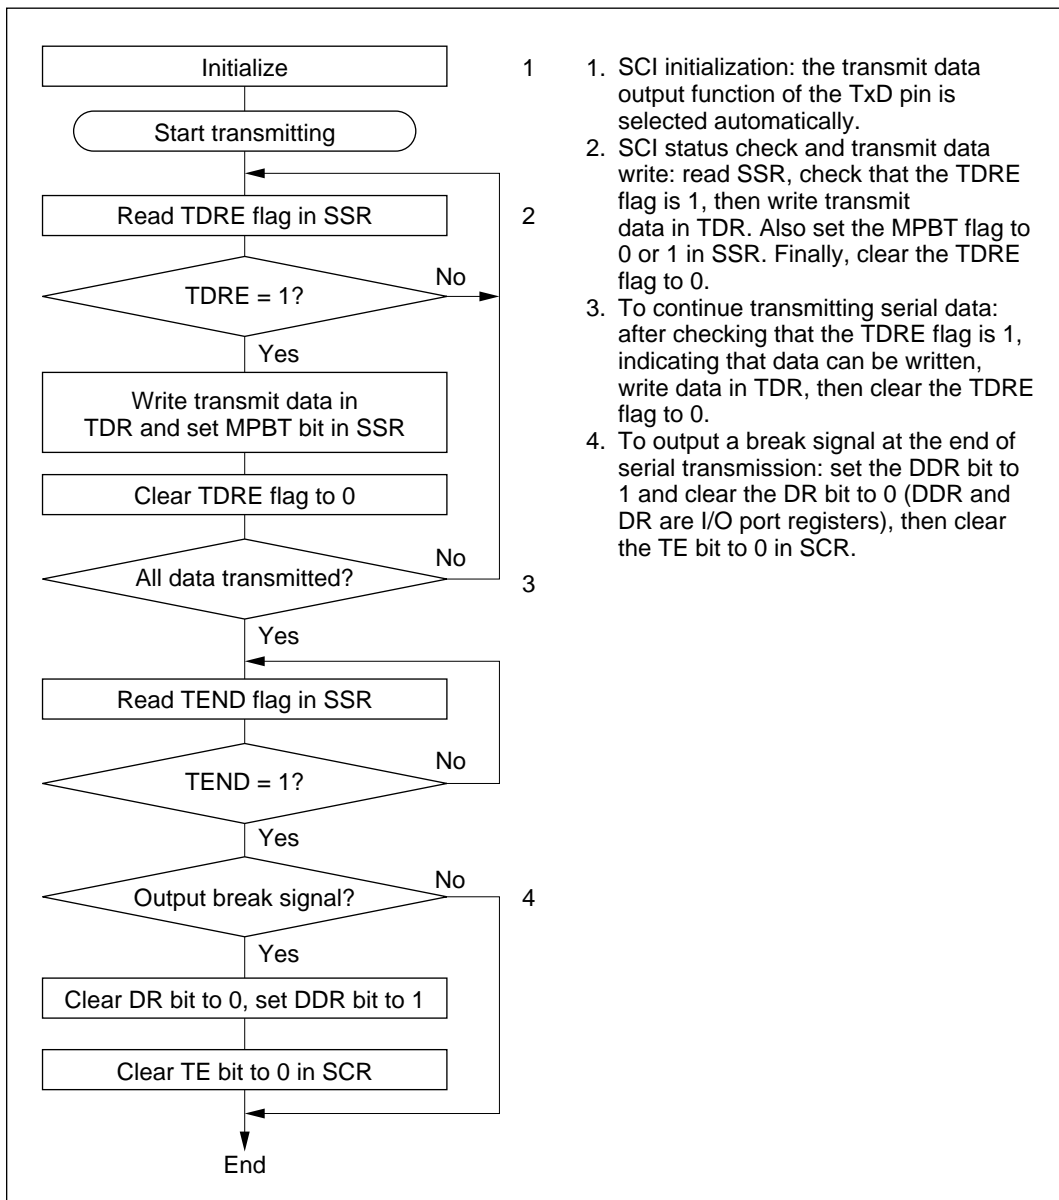 Initialize
1
Start transmitting
Read TDRE flag in SSR
2
TDRE = 1?
No
Yes
Write transmit data in
TDR and set MPBT bit in SSR
Clear TDRE flag to 0
All data transmitted?
No
3
Yes
Read TEND flag in SSR
TEND = 1?
No
Yes
Output break signal?
No
4
Yes
Clear DR bit to 0, set DDR bit to 1
Clear TE bit to 0 in SCR
End
1. SCI initialization: the transmit data
output function of the TxD pin is
selected automatically.
2. SCI status check and transmit data
write: read SSR, check that the TDRE
flag is 1, then write transmit
data in TDR. Also set the MPBT flag to
0 or 1 in SSR. Finally, clear the TDRE
flag to 0.
3. To continue transmitting serial data:
after checking that the TDRE flag is 1,
indicating that data can be written,
write data in TDR, then clear the TDRE
flag to 0.
4. To output a break signal at the end of
serial transmission: set the DDR bit to
1 and clear the DR bit to 0 (DDR and
DR are I/O port registers), then clear
the TE bit to 0 in SCR.